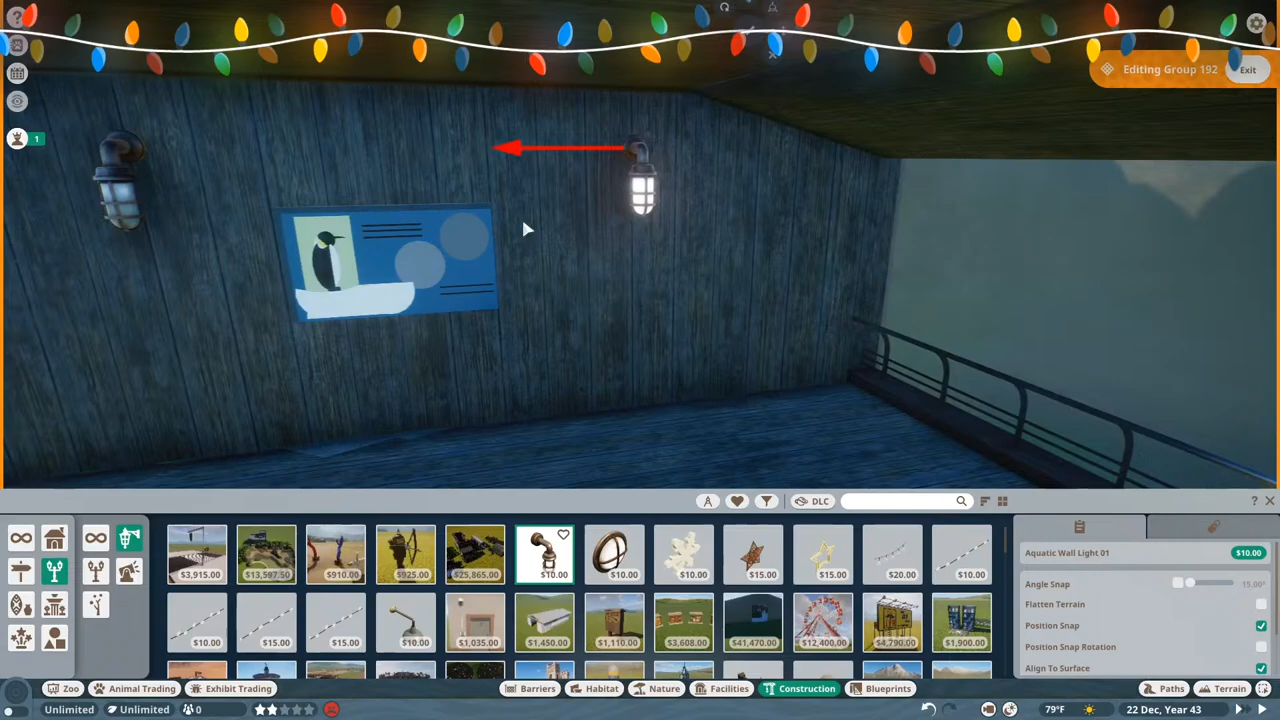 ?
Editing Group 192
Exit
1
DLC
? ×
$3,915.00
$13,597.50
$910.00
$925.00
$25,865.00
$10.00
$10.00
$10.00
$15.00
$15.00
$20.00
$10.00
$10.00
$15.00
$15.00
$10.00
$1,035.00
$1,450.00
$1,110.00
$3,608.00
$41,470.00
$12,400.00
$4,790.00
$1,900.00
Aquatic Wall Light 01
$10.00
Angle Snap
15.00°
Flatten Terrain
Position Snap
Position Snap Rotation
Align To Surface
Zoo
Animal Trading
Exhibit Trading
Barriers
Habitat
Nature
Facilities
Construction
Blueprints
Paths
Terrain
Unlimited
Unlimited
0
79°F
22 Dec, Year 43